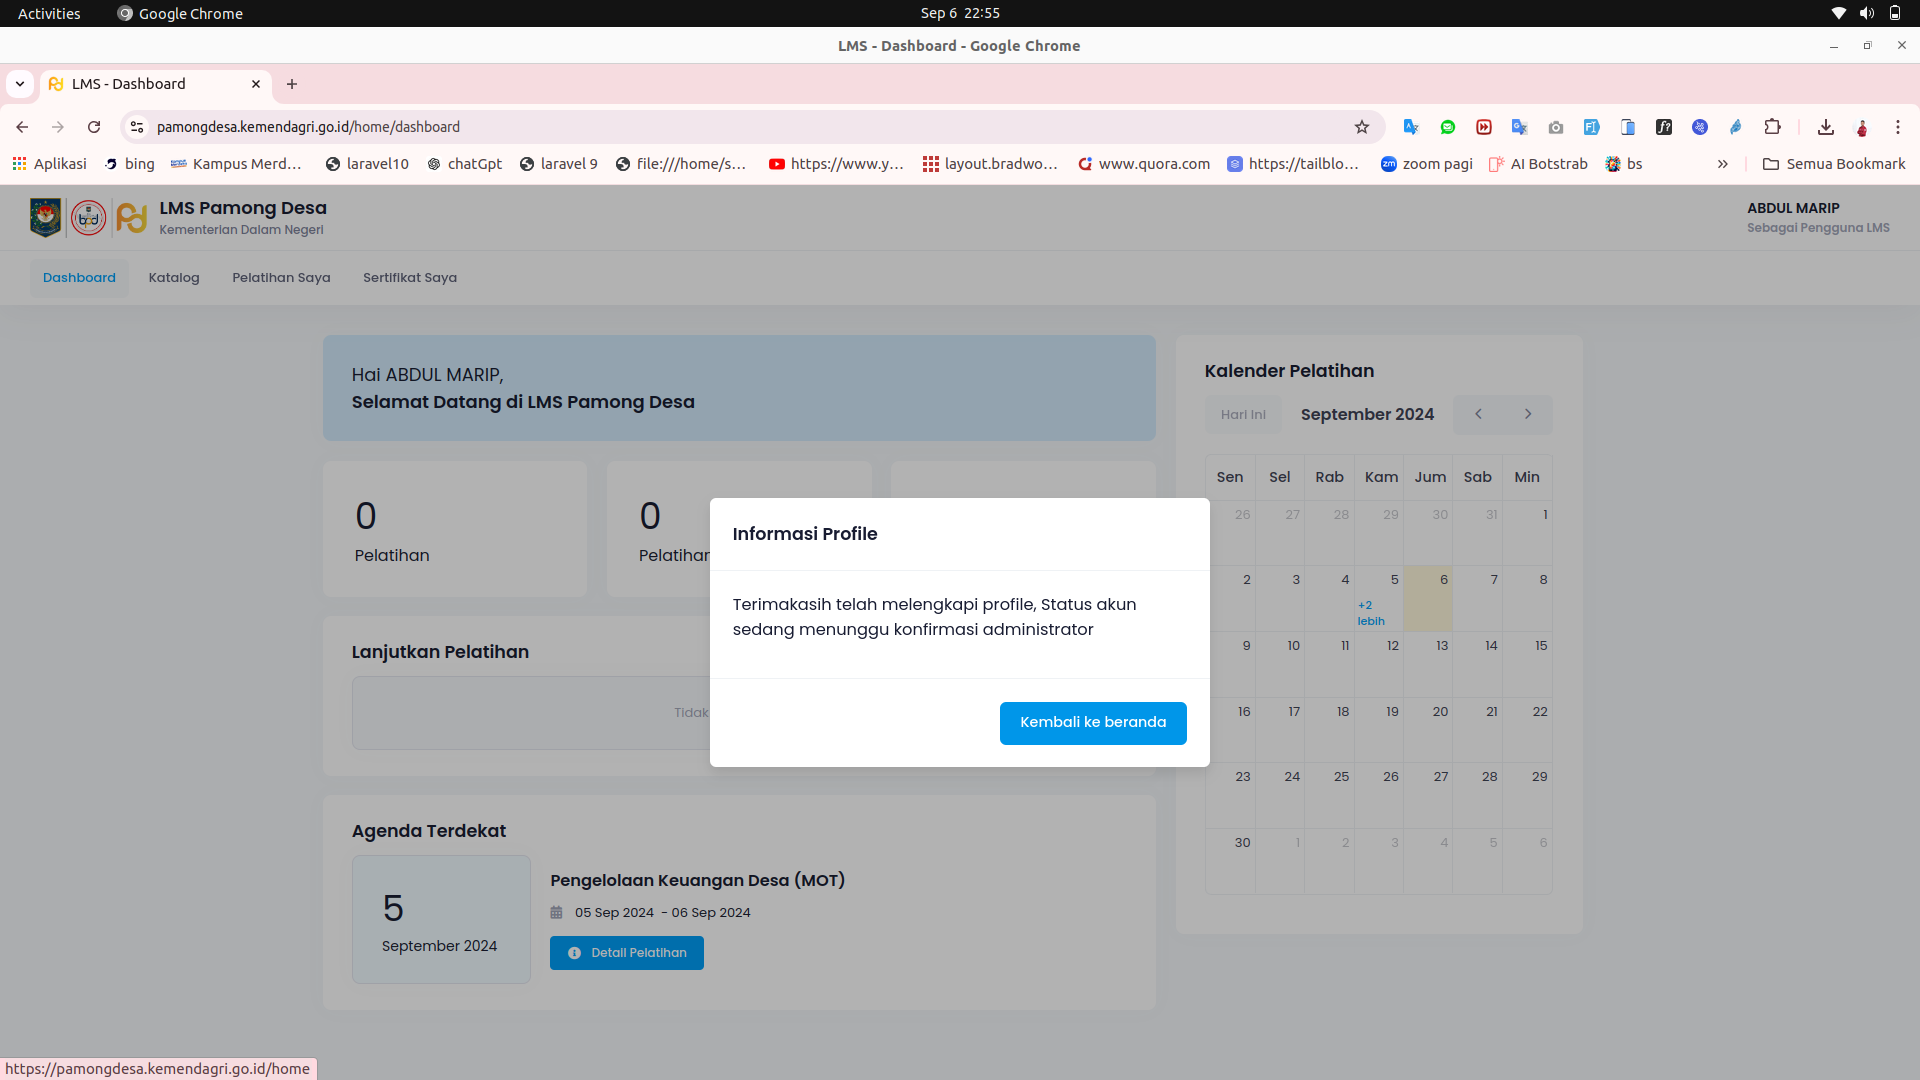 Activities
Google Chrome
Sep 6 22:55
LMS - Dashboard - Google Chrome
LMS - Dashboard
pamongdesa.kemendagri.go.id/home/dashboard
Aplikasi
bing
Kampus Merd...
laravel10
chatGpt
laravel 9
file:///home/s...
https://www.y...
layout.bradwo...
www.quora.com
https://tailblo...
zoom pagi
AI Botstrab
bs
Semua Bookmark
LMS Pamong Desa
Kementerian Dalam Negeri
ABDUL MARIP
Sebagai Pengguna LMS
Dashboard
Katalog
Pelatihan Saya
Sertifikat Saya
Hai ABDUL MARIP,
Selamat Datang di LMS Pamong Desa
0
Pelatihan
0
Pelatihan
Informasi Profile
Terimakasih telah melengkapi profile, Status akun
sedang menunggu konfirmasi administrator
Kembali ke beranda
Lanjutkan Pelatihan
Tidak
Agenda Terdekat
5
September 2024
Pengelolaan Keuangan Desa (MOT)
05 Sep 2024 - 06 Sep 2024
Detail Pelatihan
Kalender Pelatihan
Hari Ini
September 2024
Sen Sel Rab Kam Jum Sab Min
26 27 28 29 30 31 1
2 3 4 5 6 7 8
+2
lebih
9 10 11 12 13 14 15
16 17 18 19 20 21 22
23 24 25 26 27 28 29
30 1 2 3 4 5 6
https://pamongdesa.kemendagri.go.id/home